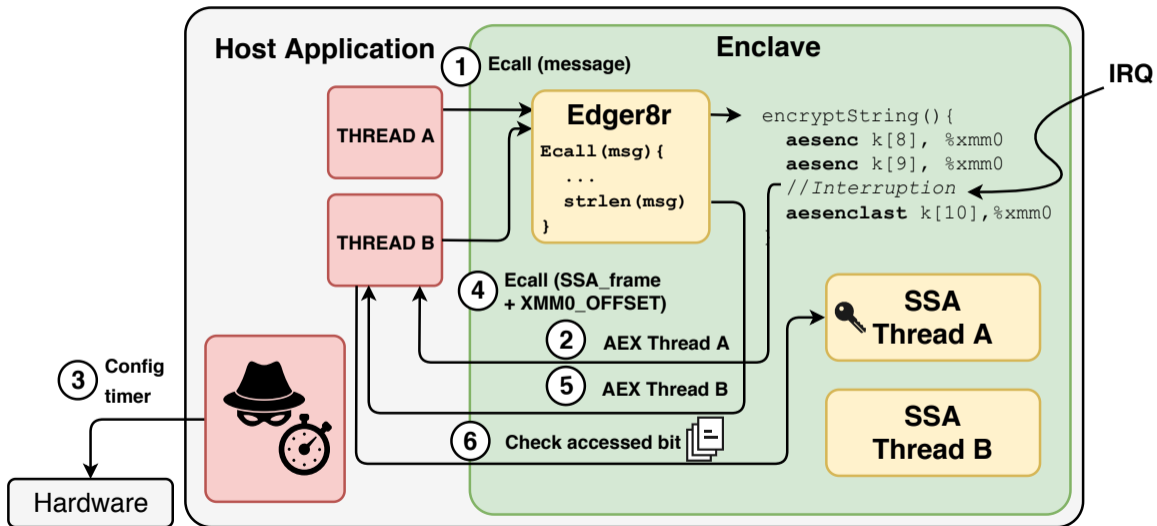 Host Application
Enclave
IRQ
1
Ecall (message)
THREAD A
THREAD B
Edger8r
Ecall(msg){
...
strlen(msg)
}
encryptString(){
aesenc k[8], %xmm0
aesenc k[9], %xmm0
//Interruption
aesenclast k[10],%xmm0
4
Ecall (SSA_frame
+ XMM0_OFFSET)
2
AEX Thread A
5
AEX Thread B
6
Check accessed bit
SSA
Thread A
SSA
Thread B
3
Config
timer
Hardware